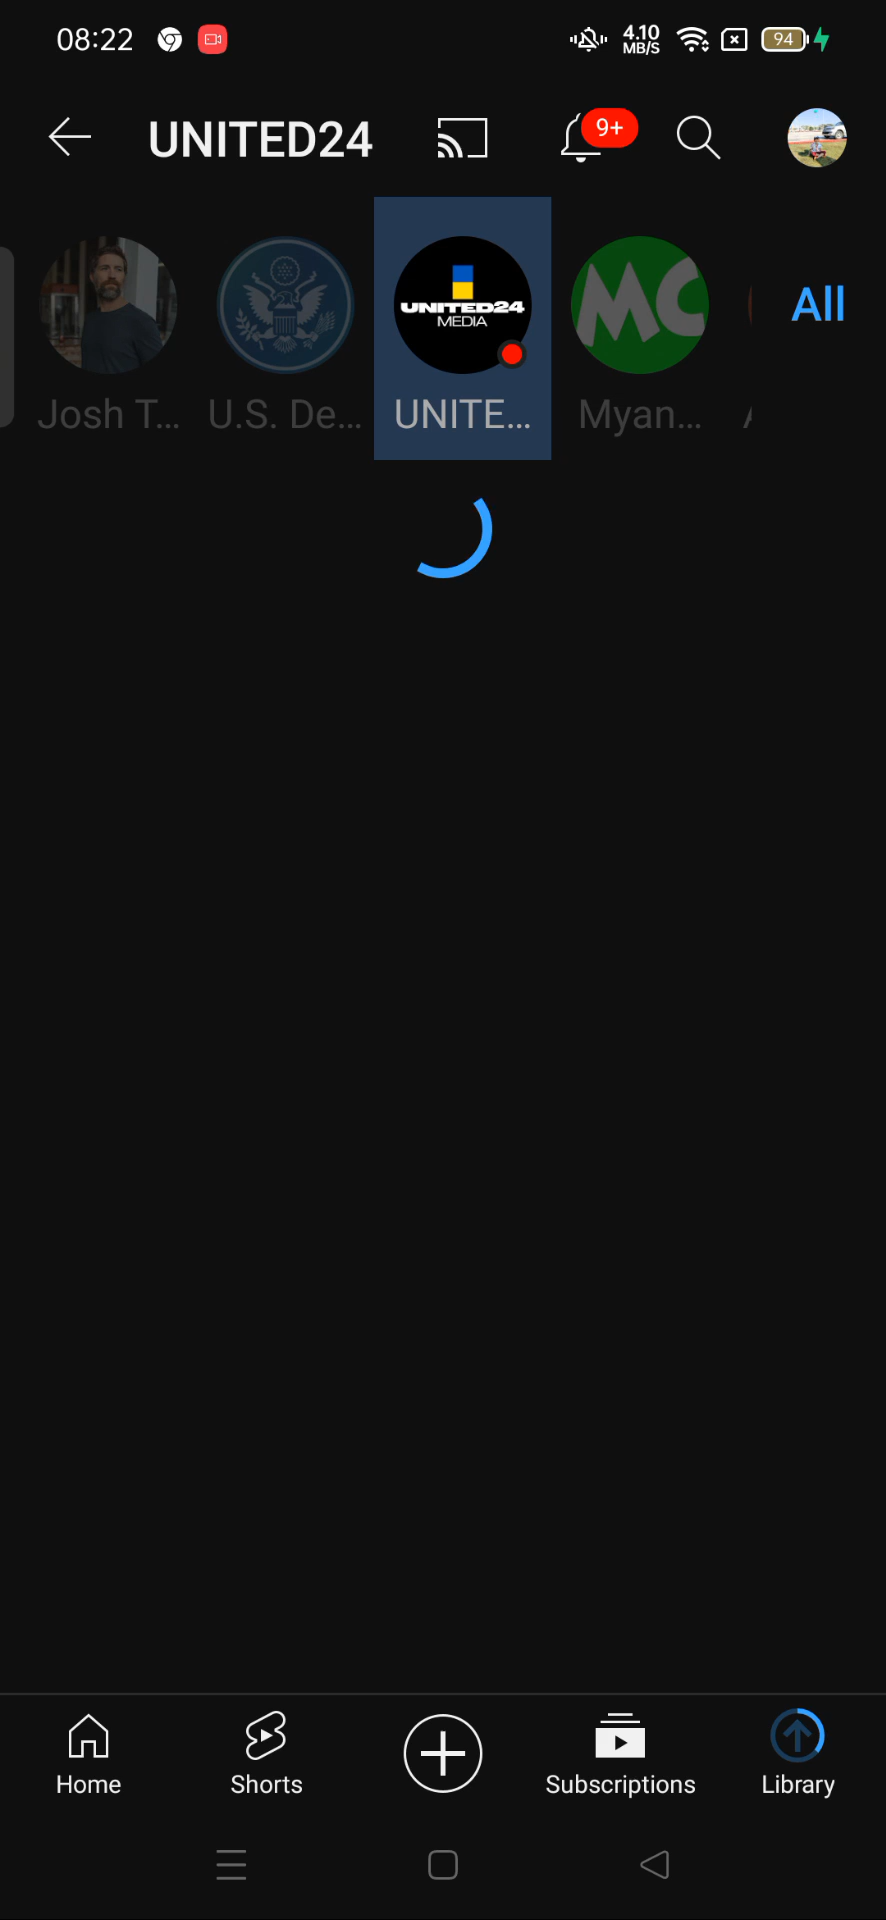 08:22
4.10
MB/S
94
UNITED24
9+
UNITED24
MEDIA
MC
All
Josh T...
U.S. De...
UNITE...
Myan...
Home
Shorts
Subscriptions
Library